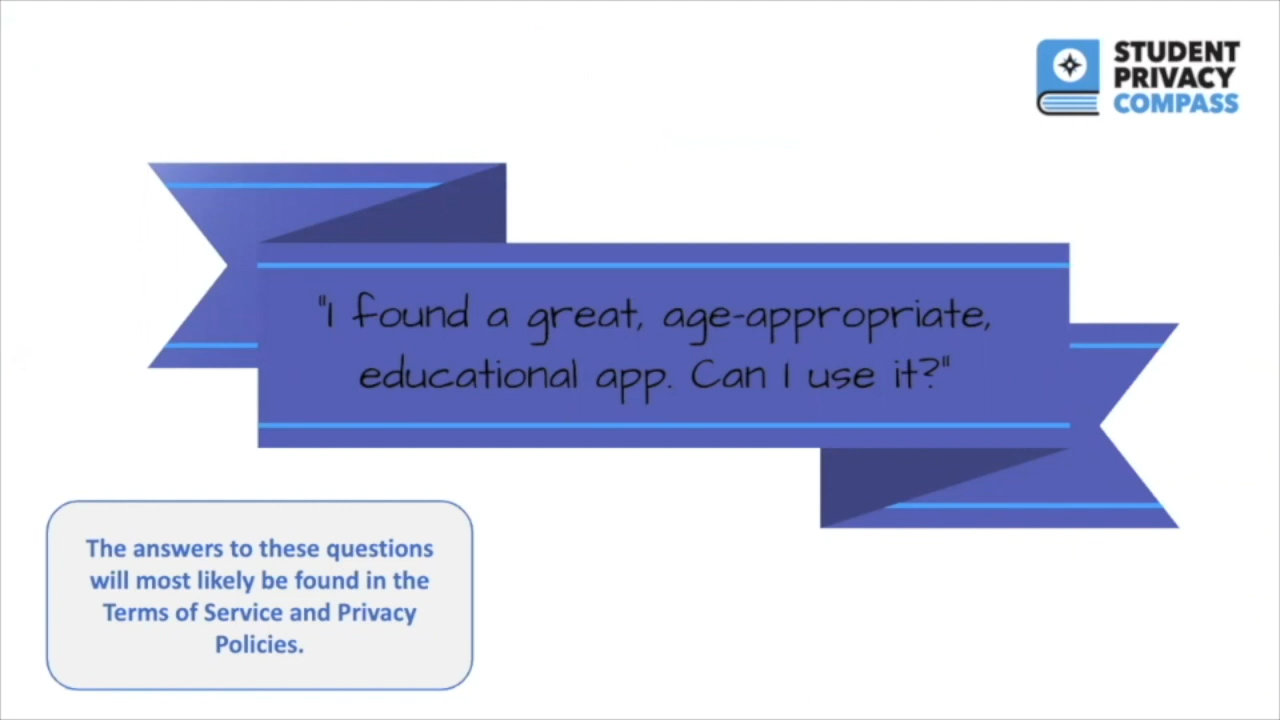 STUDENT
PRIVACY
COMPASS
"I found a great, age-appropriate,
educational app. Can I use it?"
The answers to these questions
will most likely be found in the
Terms of Service and Privacy
Policies.